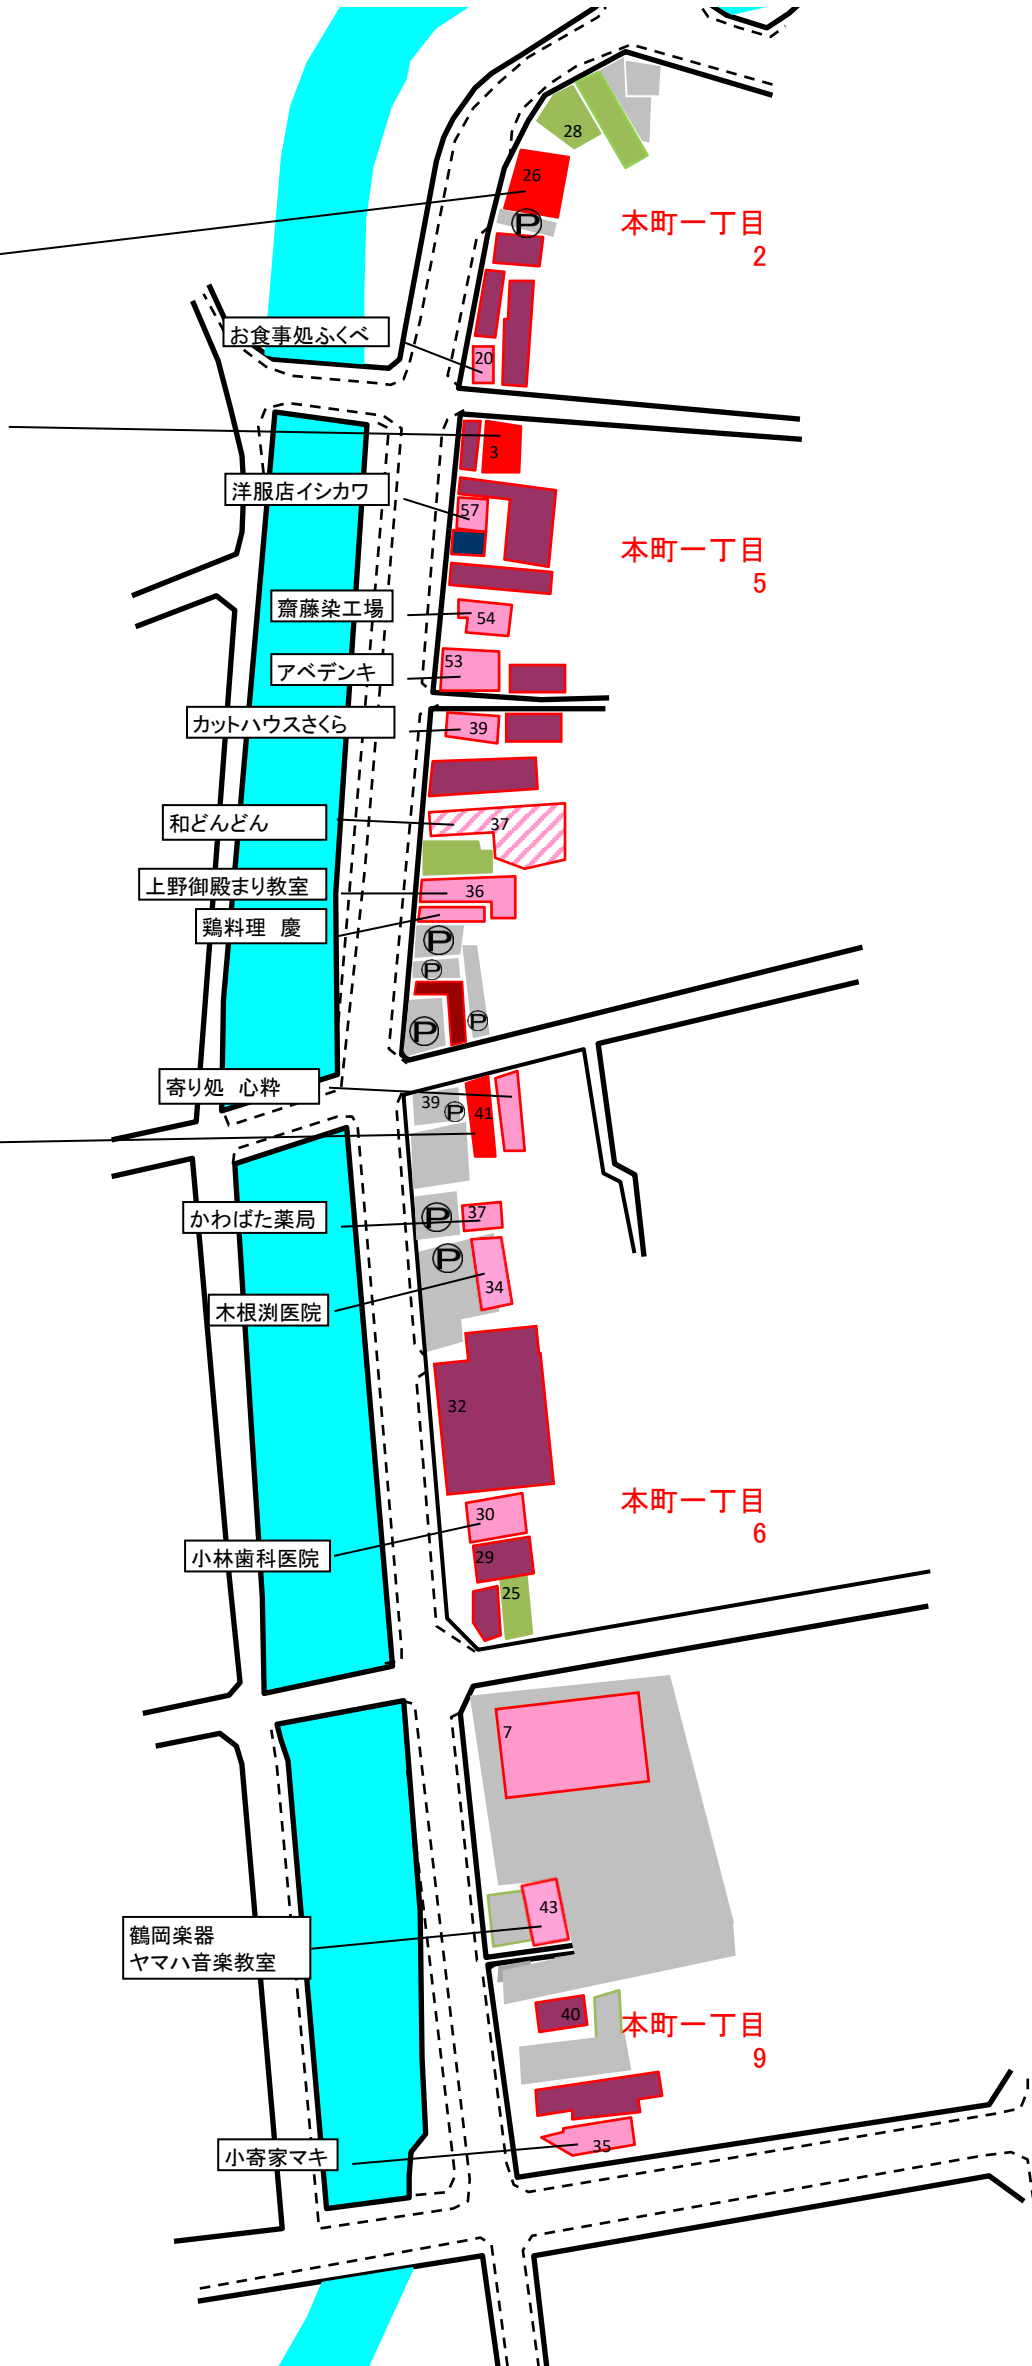 28
26
本町一丁目
2
P
お食事処ふくべ
20
3
洋服店イシカワ
57
本町一丁目
5
齋藤染工場
54
アベデンキ
53
カットハウスさくら
39
和どんどん
37
上野御殿まり教室
36
鶏料理 慶
P
P
P
P
寄り処 心粋
39
P
41
かわばた薬局
37
P
P
木根渕医院
34
32
本町一丁目
6
30
小林歯科医院
29
25
7
43
鶴岡楽器
ヤマハ音楽教室
40
本町一丁目
9
小寄家マキ
35